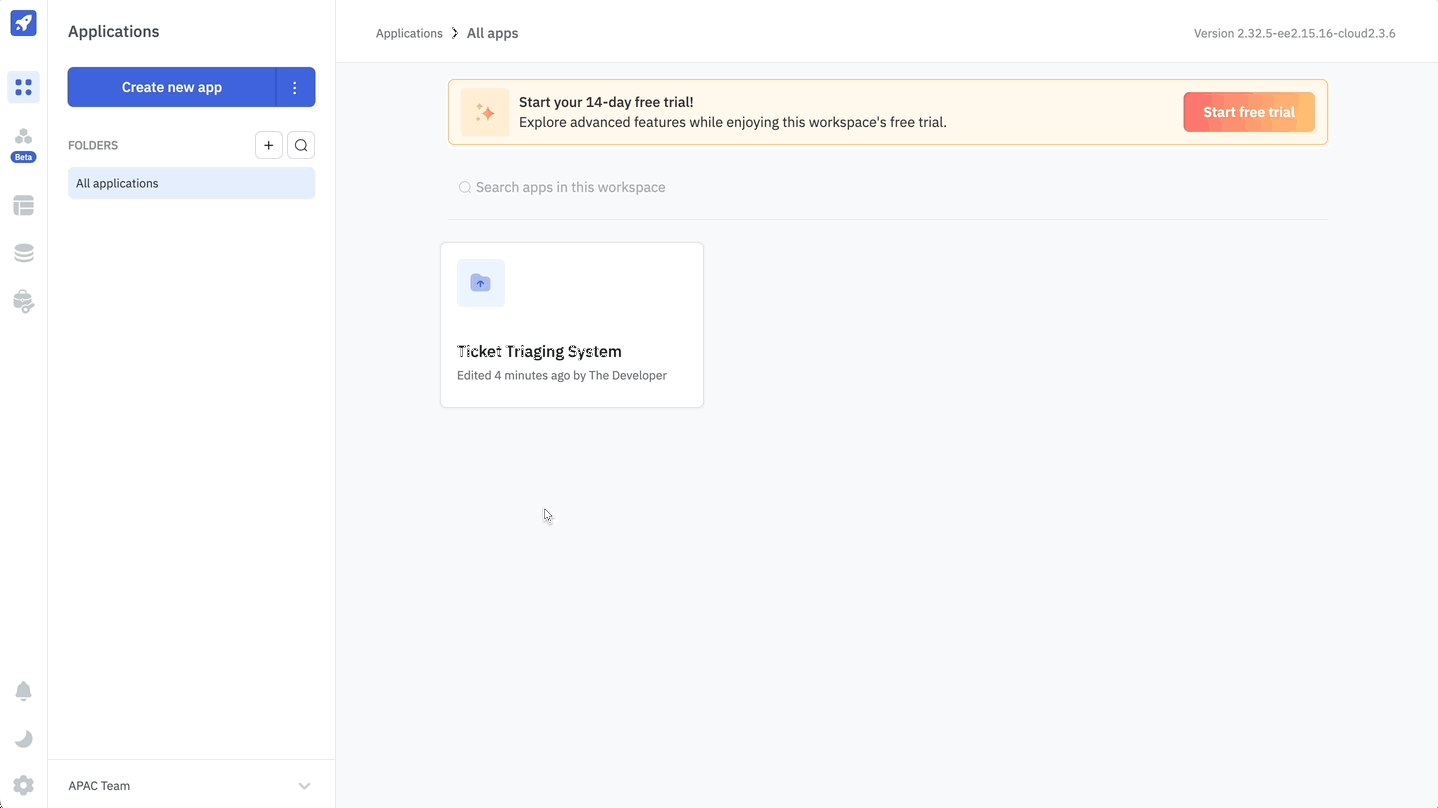 Applications
Create new app
Beta
FOLDERS
All applications
APAC Team
Applications > All apps
Version 2.32.5-ee2.15.16-cloud2.3.6
Start your 14-day free trial!
Explore advanced features while enjoying this workspace's free trial.
Start free trial
Search apps in this workspace
Ticket Triaging System
Edited 4 minutes ago by The Developer